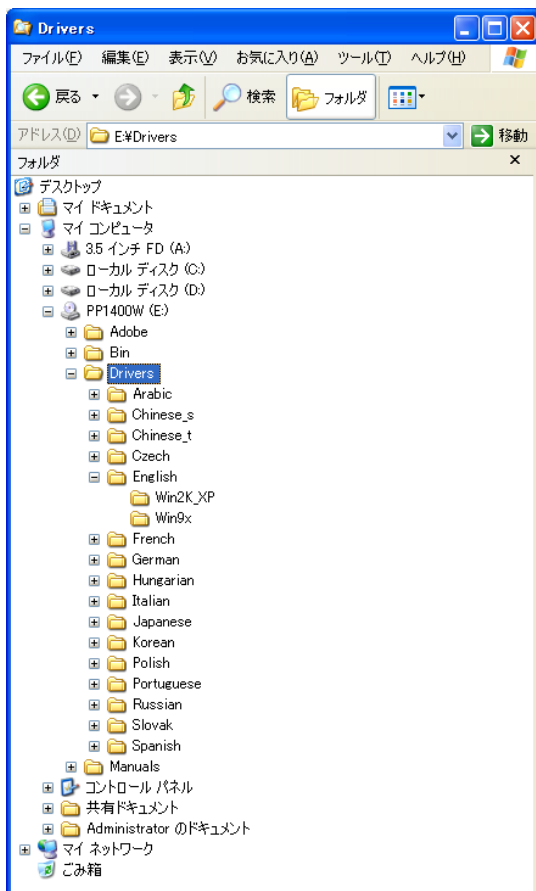 Drivers
ファイル(F) 編集(E) 表示(V) お気に入り(A) ツール(T) ヘルプ(H)
戻る 検索 フォルダ
アドレス(D) E:¥Drivers 移動
フォルダ ×
デスクトップ
マイ ドキュメント
マイ コンピュータ
3.5 インチ FD (A:)
ローカル ディスク (C:)
ローカル ディスク (D:)
PP1400W (E:)
Adobe
Bin
Drivers
Arabic
Chinese_s
Chinese_t
Czech
English
Win2K_XP
Win9x
French
German
Hungarian
Italian
Japanese
Korean
Polish
Portuguese
Russian
Slovak
Spanish
Manuals
コントロール パネル
共有ドキュメント
Administrator のドキュメント
マイ ネットワーク
ごみ箱